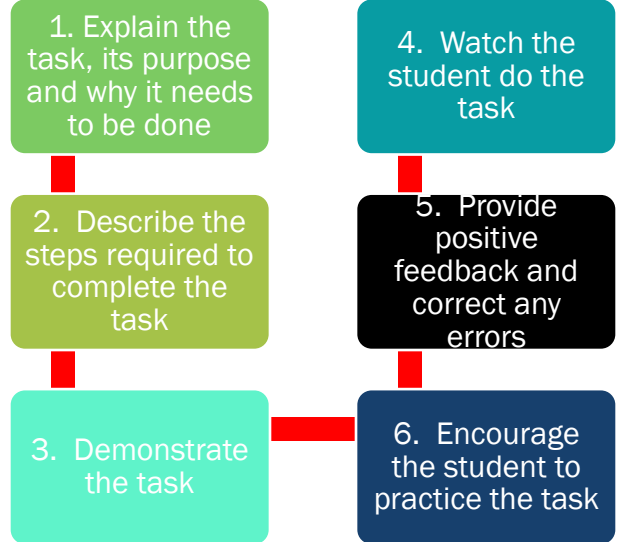 1. Explain the
task, its purpose
and why it needs
to be done
2. Describe the
steps required to
complete the
task
3. Demonstrate
the task
4. Watch the
student do the
task
5. Provide
positive
feedback and
correct any
errors
6. Encourage
the student to
practice the task